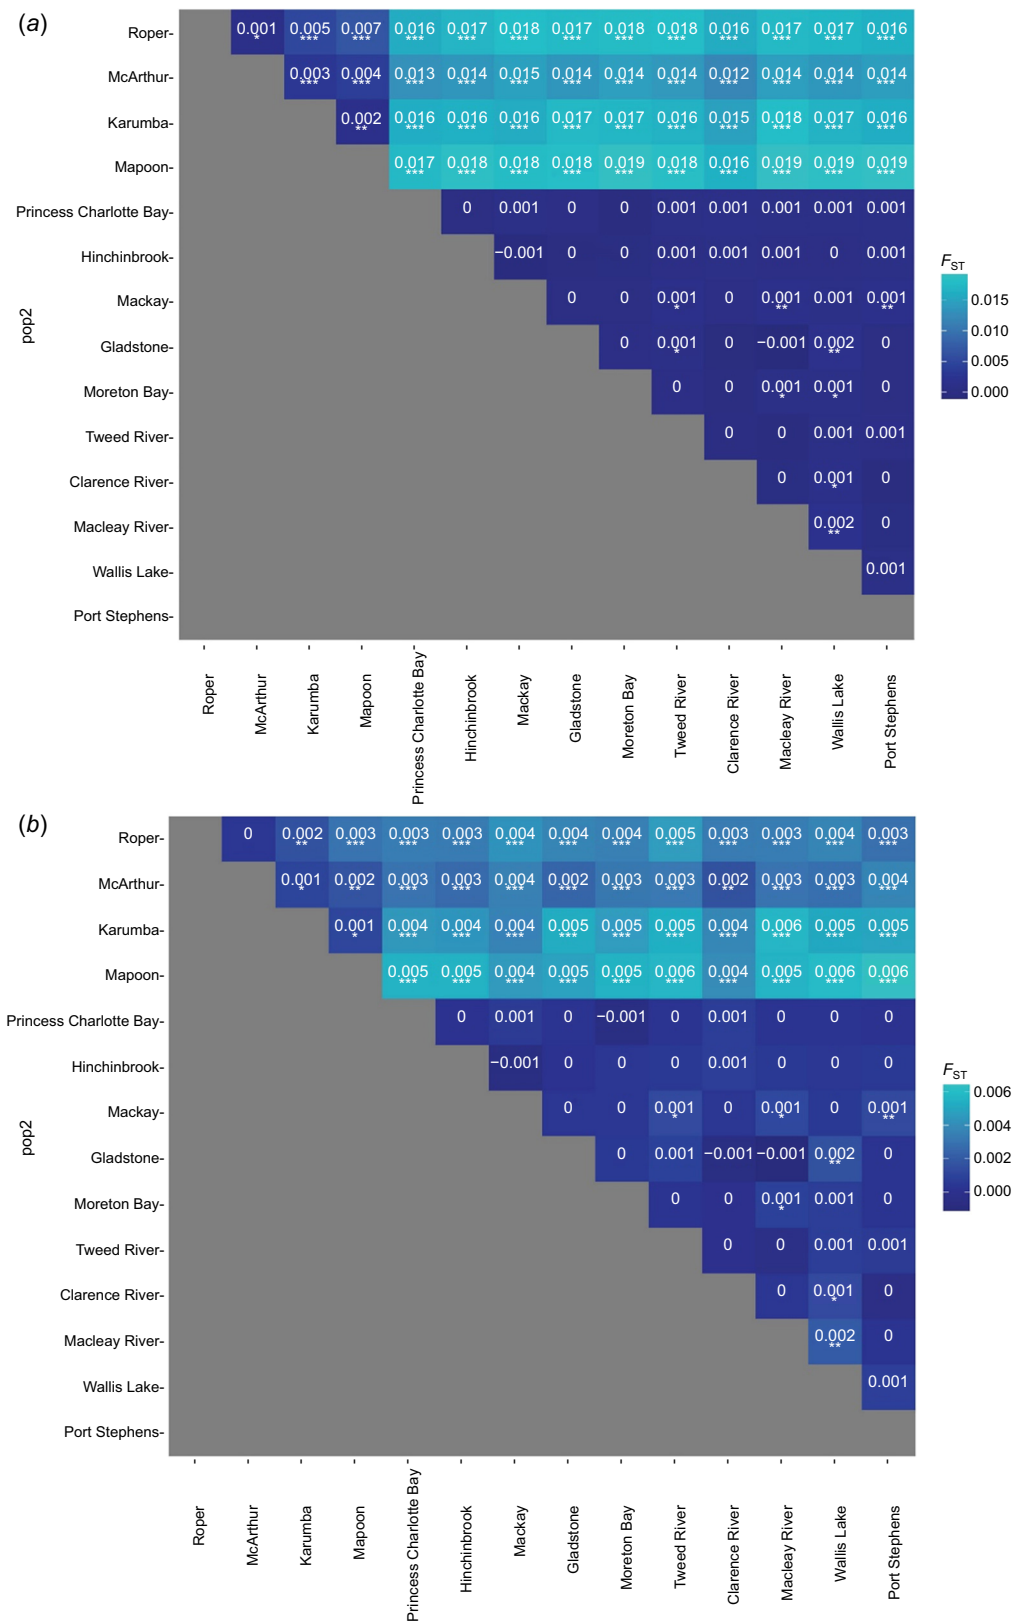 (a)
Roper- 0.001 0.005 0.007 0.016 0.017 0.018 0.017 0.018 0.018 0.016 0.017 0.017 0.016
* *** *** *** *** *** *** *** *** *** *** *** ***
McArthur- 0.003 0.004 0.013 0.014 0.015 0.014 0.014 0.014 0.012 0.014 0.014 0.014
*** *** *** *** *** *** *** *** *** *** *** ***
Karumba- 0.002 0.016 0.016 0.016 0.017 0.017 0.016 0.015 0.018 0.017 0.016
** *** *** *** *** *** *** *** *** *** ***
Mapoon- 0.017 0.018 0.018 0.018 0.019 0.018 0.016 0.019 0.019 0.019
*** *** *** *** *** *** *** *** *** ***
Princess Charlotte Bay- 0 0.001 0 0 0.001 0.001 0.001 0.001 0.001
Hinchinbrook- −0.001 0 0 0.001 0.001 0.001 0 0.001
Mackay- 0 0 0.001 0 0.001 0.001 0.001
* ** **
Gladstone- 0 0.001 0 −0.001 0.002 0
* **
Moreton Bay- 0 0 0.001 0.001 0
* *
Tweed River- 0 0 0.001 0.001
Clarence River- 0 0.001 0
*
Macleay River- 0.002 0
**
Wallis Lake- 0.001
Port Stephens-
pop2
Roper
McArthur
Karumba
Mapoon
Princess Charlotte Bay
Hinchinbrook
Mackay
Gladstone
Moreton Bay
Tweed River
Clarence River
Macleay River
Wallis Lake
Port Stephens
FST
0.015
0.010
0.005
0.000
(b)
Roper- 0 0.002 0.003 0.003 0.003 0.004 0.004 0.004 0.005 0.003 0.003 0.004 0.003
** *** *** *** *** *** *** *** *** *** *** ***
McArthur- 0.001 0.002 0.003 0.003 0.004 0.002 0.003 0.003 0.002 0.003 0.003 0.004
* ** *** *** *** *** *** *** ** *** *** ***
Karumba- 0.001 0.004 0.004 0.004 0.005 0.005 0.005 0.004 0.006 0.005 0.005
* *** *** *** *** *** *** *** *** *** ***
Mapoon- 0.005 0.005 0.004 0.005 0.005 0.006 0.004 0.005 0.006 0.006
*** *** *** *** *** *** *** *** *** ***
Princess Charlotte Bay- 0 0.001 0 −0.001 0 0.001 0 0 0
Hinchinbrook- −0.001 0 0 0 0.001 0 0 0
Mackay- 0 0 0.001 0 0.001 0 0.001
* * **
Gladstone- 0 0.001 −0.001 −0.001 0.002 0
**
Moreton Bay- 0 0 0.001 0.001 0
*
Tweed River- 0 0 0.001 0.001
Clarence River- 0 0.001 0
*
Macleay River- 0.002 0
**
Wallis Lake- 0.001
Port Stephens-
pop2
Roper
McArthur
Karumba
Mapoon
Princess Charlotte Bay
Hinchinbrook
Mackay
Gladstone
Moreton Bay
Tweed River
Clarence River
Macleay River
Wallis Lake
Port Stephens
FST
0.006
0.004
0.002
0.000